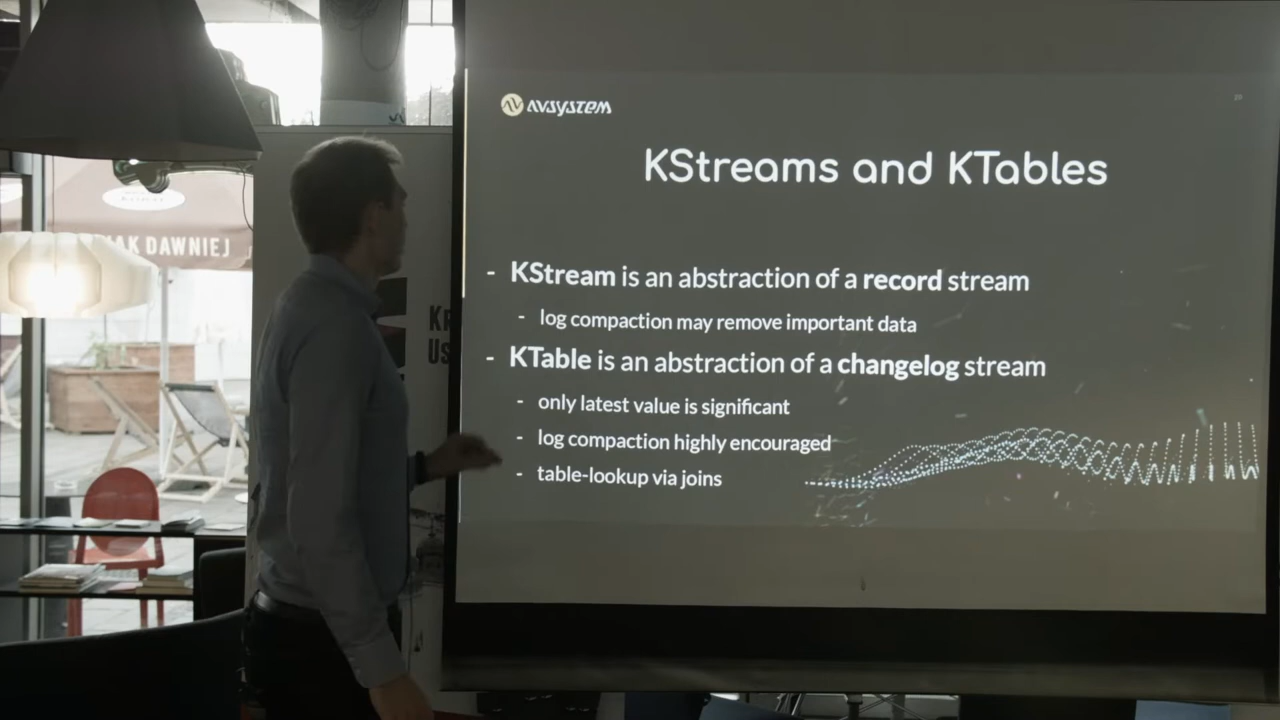 AVSYSTEM
20
KStreams and KTables
- KStream is an abstraction of a record stream
- log compaction may remove important data
- KTable is an abstraction of a changelog stream
- only latest value is significant
- log compaction highly encouraged
- table-lookup via joins
JAK DAWNIEJ